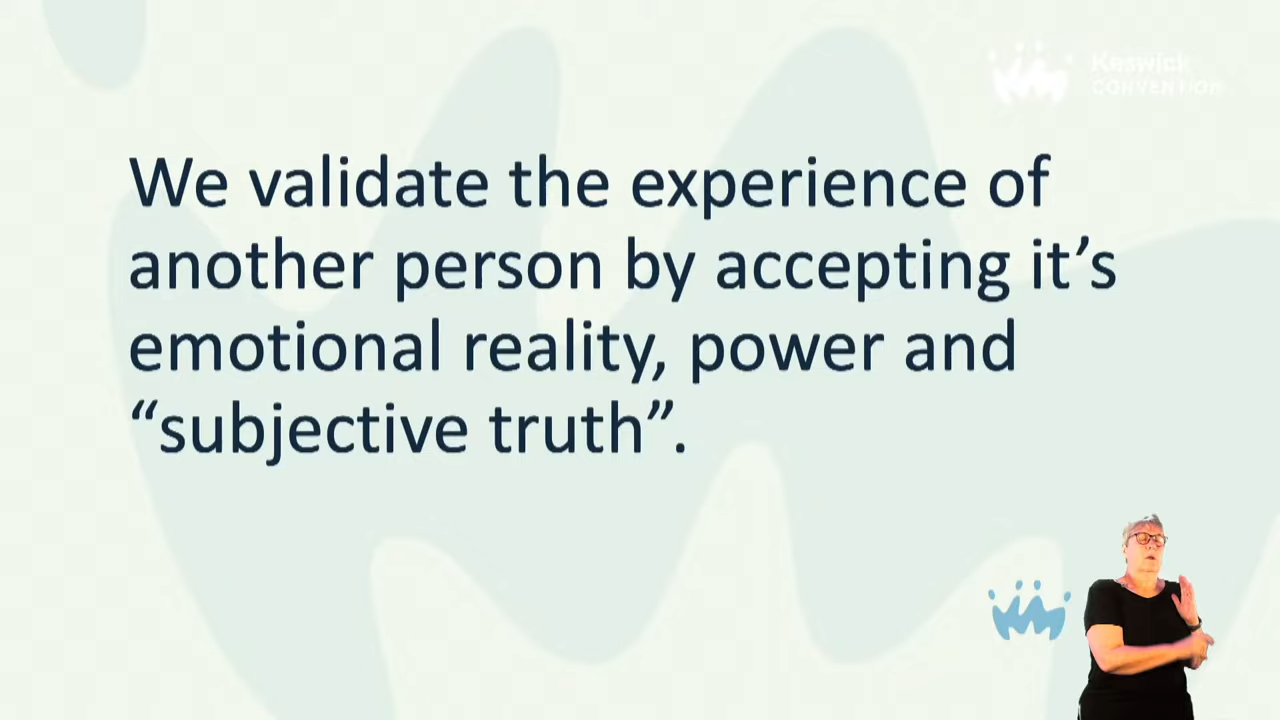 Keswick
CONVENTION
We validate the experience of
another person by accepting it’s
emotional reality, power and
“subjective truth”.